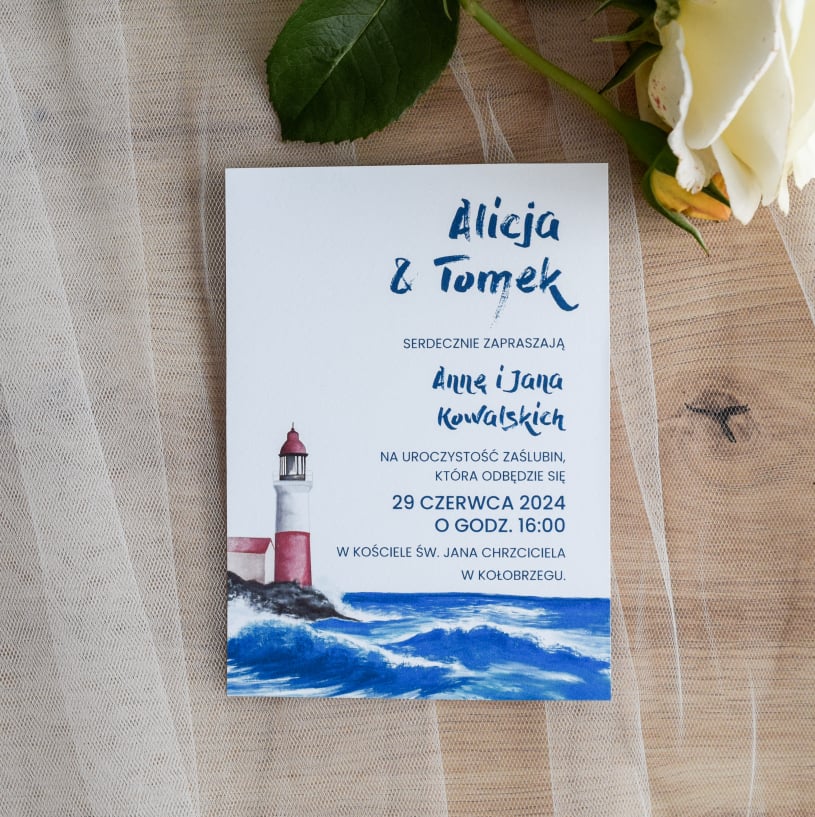 Alicja
& Tomek
SERDECZNIE ZAPRASZAJĄ
Annę i Jana
Kowalskich
NA UROCZYSTOŚĆ ZAŚLUBIN,
KTÓRA ODBĘDZIE SIĘ
29 CZERWCA 2024
O GODZ. 16:00
W KOŚCIELE ŚW. JANA CHRZCICIELA
W KOŁOBRZEGU.